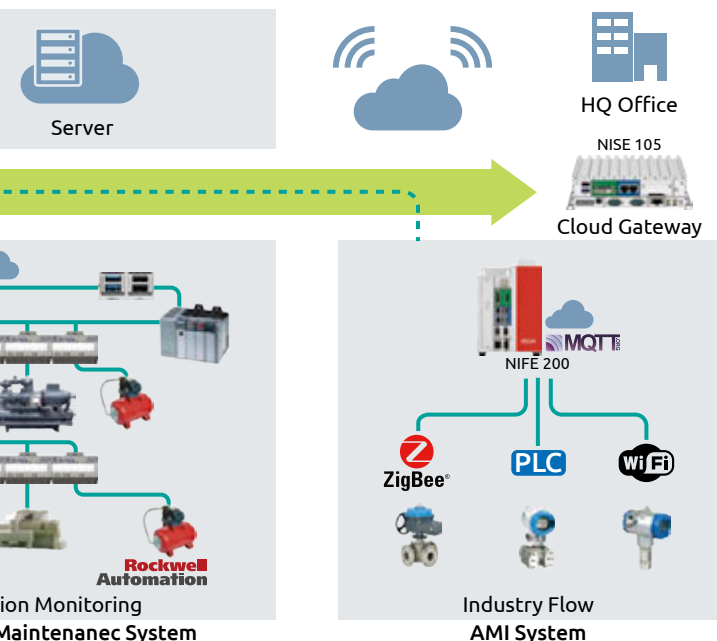 Server
HQ Office
NISE 105
Cloud Gateway
MQTT
.ORG
NIFE 200
ZigBee®
PLC
WiFi
Rockwell
Automation
ion Monitoring
Maintenanec System
Industry Flow
AMI System